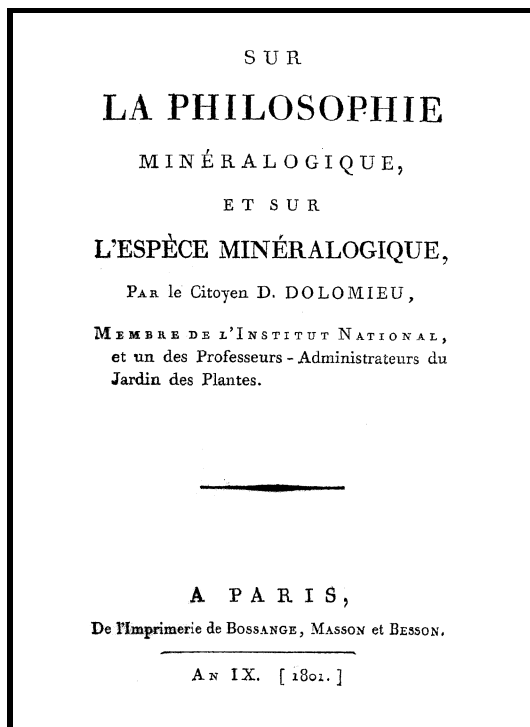 SUR
LA PHILOSOPHIE
MINÉRALOGIQUE,
ET SUR
L'ESPÈCE MINÉRALOGIQUE,
PAR le Citoyen D. DOLOMIEU,
MEMBRE DE L'INSTITUT NATIONAL,
et un des Professeurs - Administrateurs du
Jardin des Plantes.
A PARIS,
De l'Imprimerie de BOSSANGE, MASSON et BESSON.
AN IX. [ 1801. ]